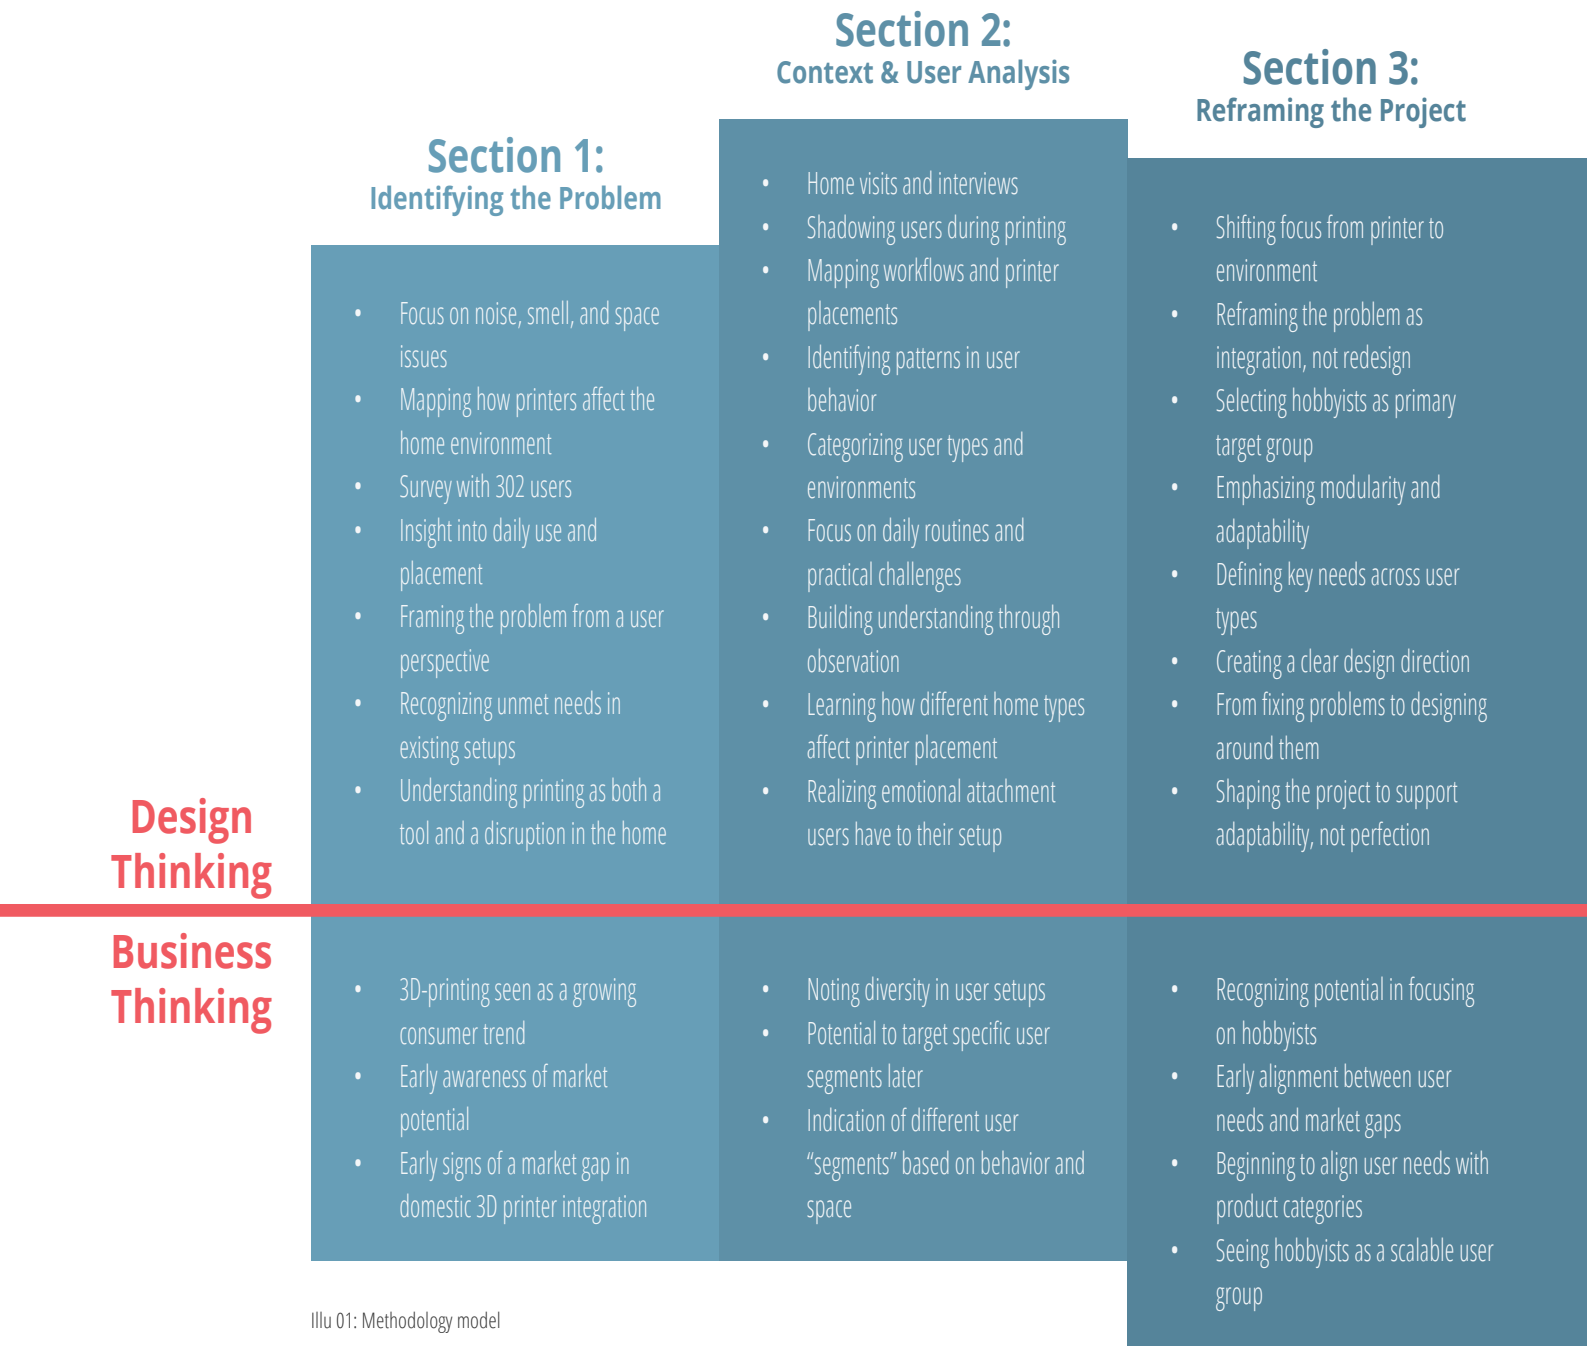 Section 1:
Identifying the Problem
Section 2:
Context & User Analysis
Section 3:
Reframing the Project
Design
Thinking
• Focus on noise, smell, and space
issues
• Mapping how printers affect the
home environment
• Survey with 302 users
• Insight into daily use and
placement
• Framing the problem from a user
perspective
• Recognizing unmet needs in
existing setups
• Understanding printing as both a
tool and a disruption in the home
• Home visits and interviews
• Shadowing users during printing
• Mapping workflows and printer
placements
• Identifying patterns in user
behavior
• Categorizing user types and
environments
• Focus on daily routines and
practical challenges
• Building understanding through
observation
• Learning how different home types
affect printer placement
• Realizing emotional attachment
users have to their setup
• Shifting focus from printer to
environment
• Reframing the problem as
integration, not redesign
• Selecting hobbyists as primary
target group
• Emphasizing modularity and
adaptability
• Defining key needs across user
types
• Creating a clear design direction
• From fixing problems to designing
around them
• Shaping the project to support
adaptability, not perfection
Business
Thinking
• 3D-printing seen as a growing
consumer trend
• Early awareness of market
potential
• Early signs of a market gap in
domestic 3D printer integration
• Noting diversity in user setups
• Potential to target specific user
segments later
• Indication of different user
“segments” based on behavior and
space
• Recognizing potential in focusing
on hobbyists
• Early alignment between user
needs and market gaps
• Beginning to align user needs with
product categories
• Seeing hobbyists as a scalable user
group
Illu 01: Methodology model